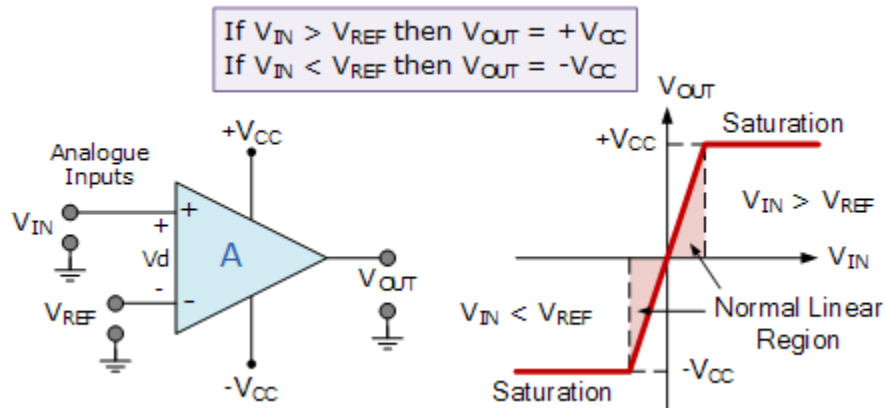 If VIN > VREF then VOUT = +VCC
If VIN < VREF then VOUT = -VCC
Analogue
Inputs
+VCC
VIN
+
+
Vd
A
-
-
VREF
VOUT
-VCC
VOUT
+VCC
Saturation
VIN > VREF
VIN
VIN < VREF
Normal Linear
Region
-VCC
Saturation